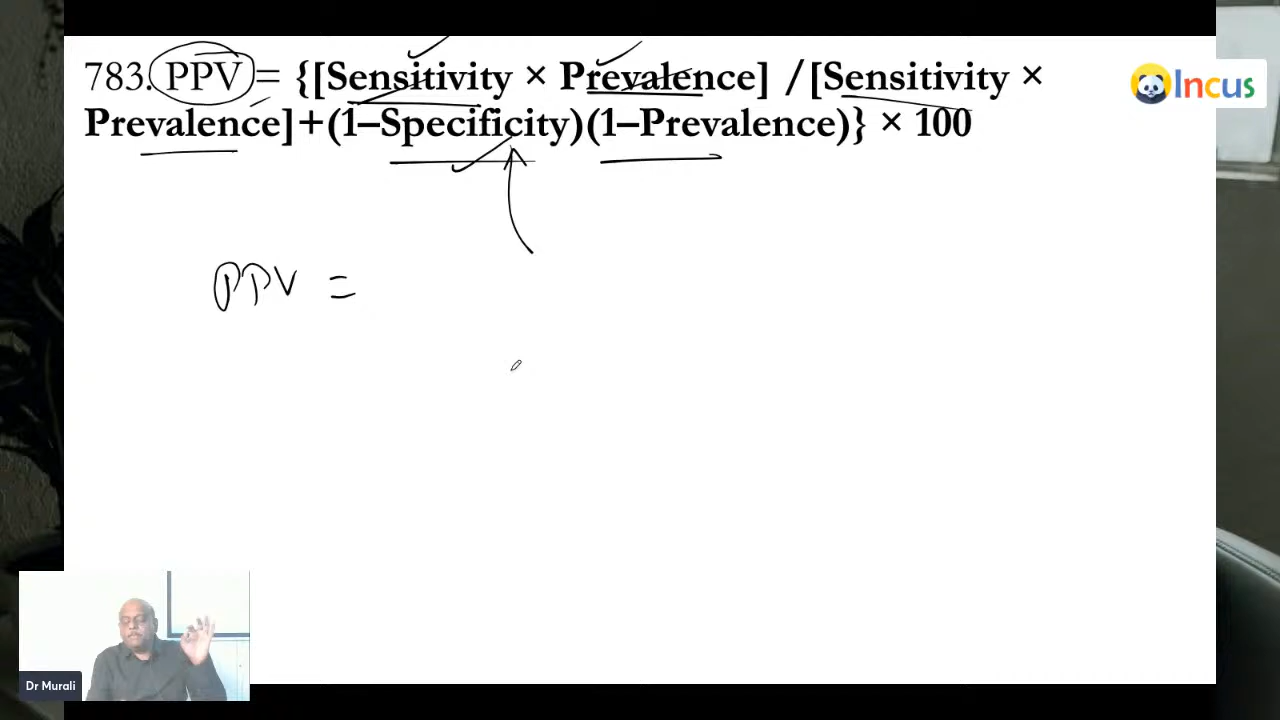 783. PPV = {[Sensitivity × Prevalence] /[Sensitivity ×
Prevalence]+(1–Specificity)(1–Prevalence)} × 100
Incus
PPV =
Dr Murali